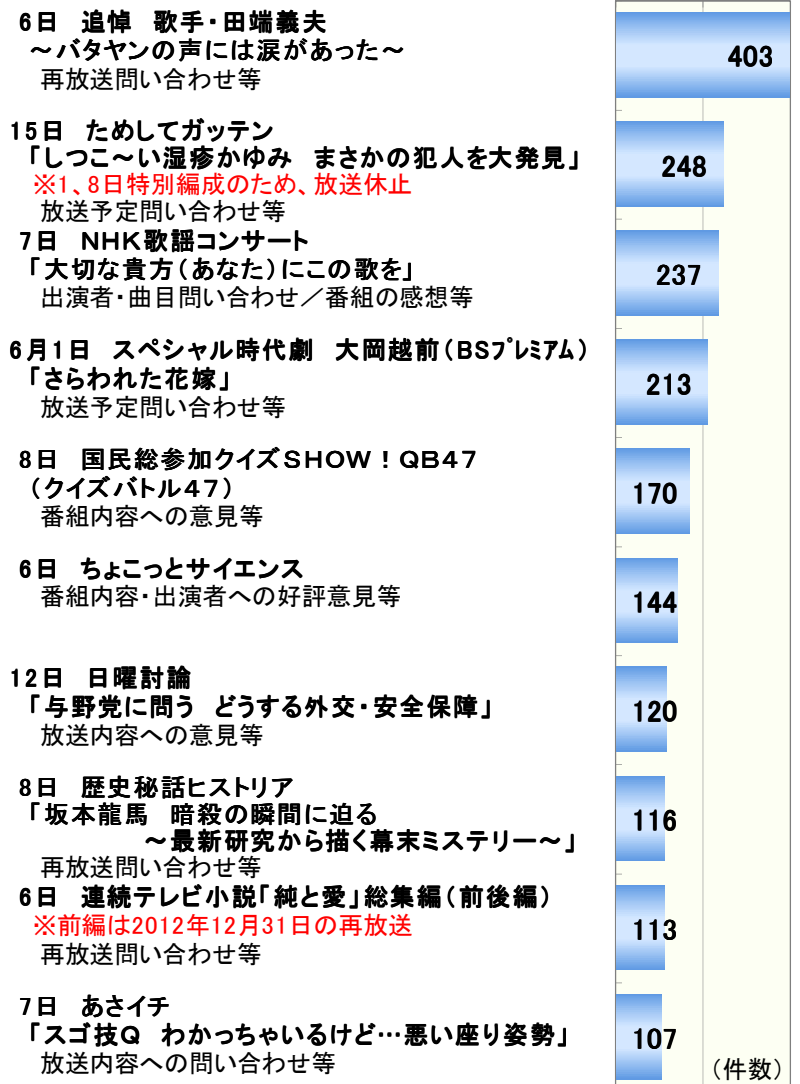 6日 追悼 歌手・田端義夫
～バタヤンの声には涙があった～
再放送問い合わせ等
403
15日 ためしてガッテン
「しつこ～い湿疹かゆみ まさかの犯人を大発見」
※1、8日特別編成のため、放送休止
放送予定問い合わせ等
248
7日 NHK歌謡コンサート
「大切な貴方(あなた)にこの歌を」
出演者・曲目問い合わせ／番組の感想等
237
6月1日 スペシャル時代劇 大岡越前(BSﾌﾟﾚﾐｱﾑ)
「さらわれた花嫁」
放送予定問い合わせ等
213
8日 国民総参加クイズSHOW！QB47
(クイズバトル47)
番組内容への意見等
170
6日 ちょこっとサイエンス
番組内容・出演者への好評意見等
144
12日 日曜討論
「与野党に問う どうする外交・安全保障」
放送内容への意見等
120
8日 歴史秘話ヒストリア
「坂本龍馬 暗殺の瞬間に迫る
～最新研究から描く幕末ミステリー～」
再放送問い合わせ等
116
6日 連続テレビ小説「純と愛」総集編(前後編)
※前編は2012年12月31日の再放送
再放送問い合わせ等
113
7日 あさイチ
「スゴ技Q わかっちゃいるけど…悪い座り姿勢」
放送内容への問い合わせ等
107
(件数)